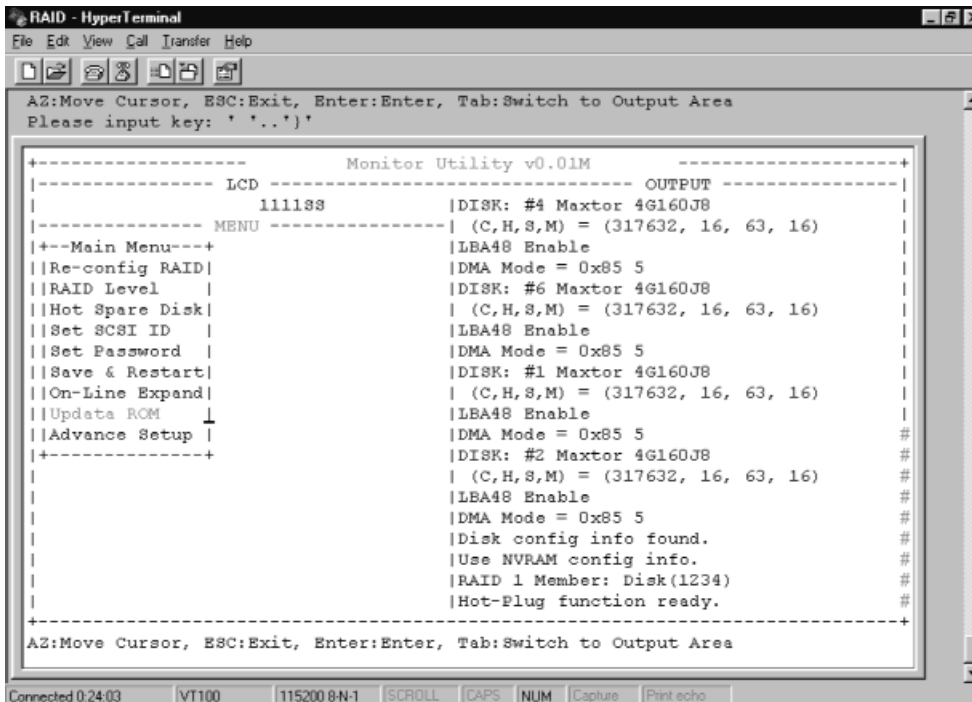 RAID - HyperTerminal
File Edit View Call Transfer Help
AZ:Move Cursor, ESC:Exit, Enter:Enter, Tab:Switch to Output Area
Please input key: ' '..'}'
+------------------- Monitor Utility v0.01M --------------------+
|---------------- LCD --------------------------------- OUTPUT ----------------|
| 1111SS |DISK: #4 Maxtor 4G160J8 |
|---------------- MENU ----------------| (C,H,S,M) = (317632, 16, 63, 16) |
|+--Main Menu---+ |LBA48 Enable |
||Re-config RAID| |DMA Mode = 0x85 5 |
||RAID Level | |DISK: #6 Maxtor 4G160J8 |
||Hot Spare Disk| | (C,H,S,M) = (317632, 16, 63, 16) |
||Set SCSI ID | |LBA48 Enable |
||Set Password | |DMA Mode = 0x85 5 |
||Save & Restart| |DISK: #1 Maxtor 4G160J8 |
||On-Line Expand| | (C,H,S,M) = (317632, 16, 63, 16) |
||Updata ROM | |LBA48 Enable |
||Advance Setup | |DMA Mode = 0x85 5 #
|+--------------+ |DISK: #2 Maxtor 4G160J8 #
| | (C,H,S,M) = (317632, 16, 63, 16) #
| |LBA48 Enable #
| |DMA Mode = 0x85 5 #
| |Disk config info found. #
| |Use NVRAM config info. #
| |RAID 1 Member: Disk(1234) #
| |Hot-Plug function ready. #
+------------------------------------------------------------------------------+
AZ:Move Cursor, ESC:Exit, Enter:Enter, Tab:Switch to Output Area
Connected 0:24:03 VT100 115200 8-N-1 SCROLL CAPS NUM Capture Print echo